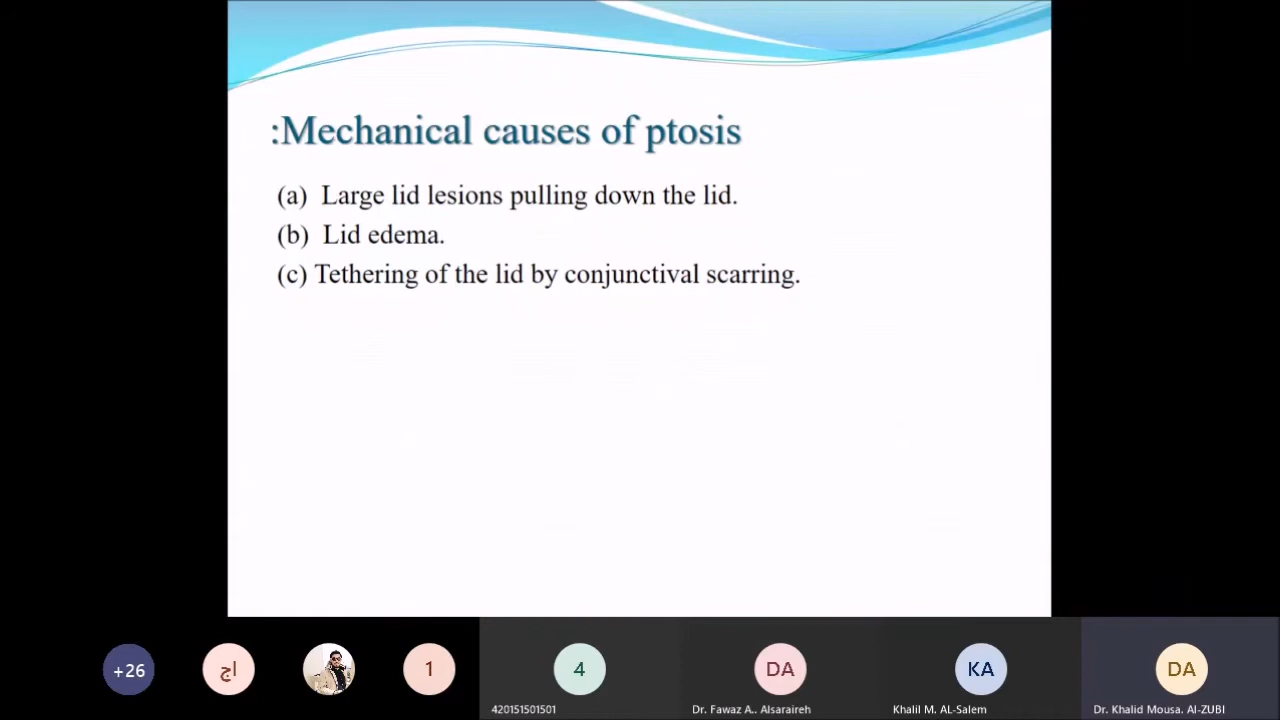 :Mechanical causes of ptosis
(a) Large lid lesions pulling down the lid.
(b) Lid edema.
(c) Tethering of the lid by conjunctival scarring.
+26
اج
1
4
DA
KA
DA
420151501501
Dr. Fawaz A.. Alsaraireh
Khalil M. AL-Salem
Dr. Khalid Mousa. Al-ZUBI